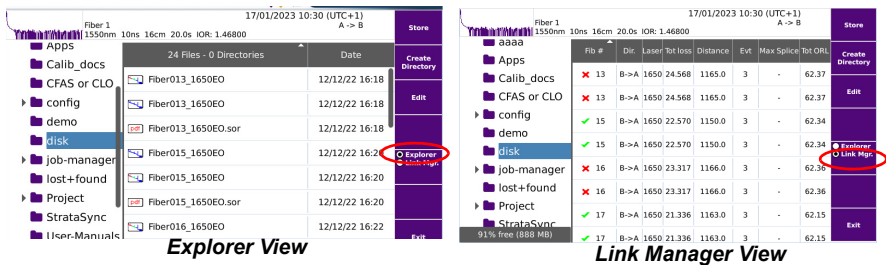 17/01/2023 10:30 (UTC+1)
Fiber 1
A -> B
1550nm 10ns 16cm 20.0s IOR: 1.46800
Store
Apps
Calib_docs
CFAS or CLO
config
demo
disk
job-manager
lost+found
Project
StrataSync
User-Manuals
24 Files - 0 Directories Date
Fiber013_1650EO 12/12/22 16:18
Fiber013_1650EO 12/12/22 16:18
Fiber013_1650EO.sor 12/12/22 16:18
Fiber015_1650EO 12/12/22 16:20
Fiber015_1650EO 12/12/22 16:20
Fiber015_1650EO.sor 12/12/22 16:20
Fiber016_1650EO 12/12/22 16:22
Create
Directory
Edit
Explorer
Link Mgr.
Exit
Explorer View
17/01/2023 10:30 (UTC+1)
Fiber 1
A -> B
1550nm 10ns 16cm 20.0s IOR: 1.46800
Store
aaaa
Apps
Calib_docs
CFAS or CLO
config
demo
disk
job-manager
lost+found
Project
StrataSync
91% free (888 MB)
Fib # Dir. Laser Tot loss Distance Evt Max Splice Tot ORL
13 B->A 1650 24.568 1165.0 3 - 62.37
13 B->A 1650 24.568 1165.0 3 - 62.37
15 B->A 1650 22.570 1150.0 3 - 62.34
15 B->A 1650 22.570 1150.0 3 - 62.34
16 B->A 1650 23.317 1166.0 3 - 62.36
16 B->A 1650 23.317 1166.0 3 - 62.36
17 B->A 1650 21.336 1163.0 3 - 62.15
17 B->A 1650 21.336 1163.0 3 - 62.15
Create
Directory
Edit
Explorer
Link Mgr.
Exit
Link Manager View